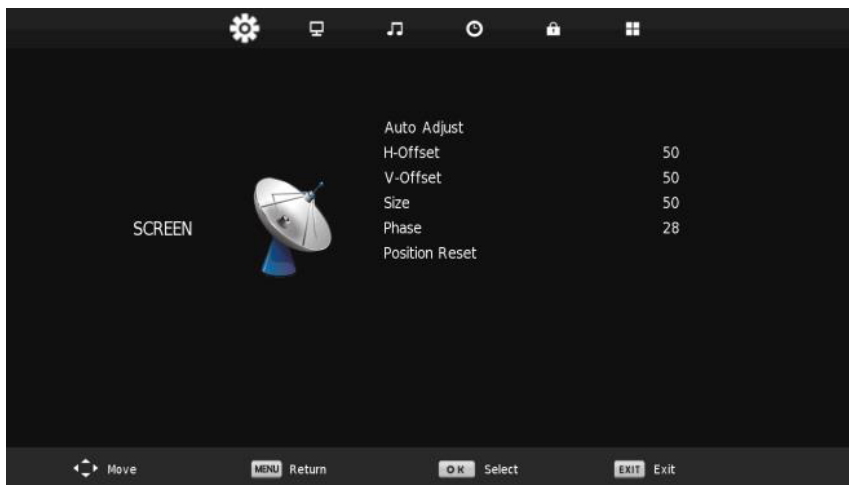 SCREEN
Auto Adjust
H-Offset 50
V-Offset 50
Size 50
Phase 28
Position Reset
Move MENU Return OK Select EXIT Exit